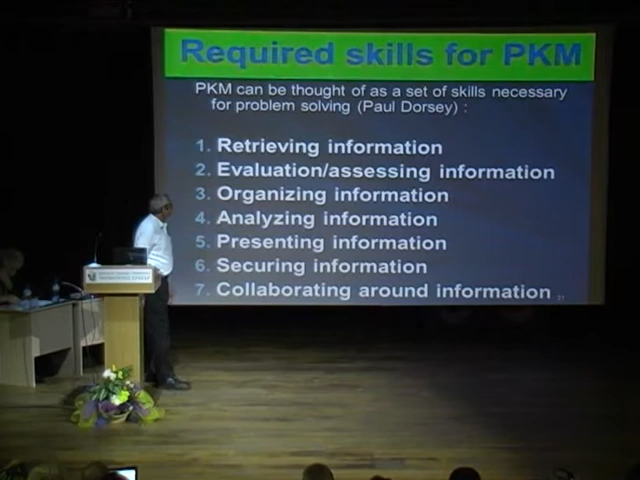 Required skills for PKM
PKM can be thought of as a set of skills necessary
for problem solving (Paul Dorsey) :
1. Retrieving information
2. Evaluation/assessing information
3. Organizing information
4. Analyzing information
5. Presenting information
6. Securing information
7. Collaborating around information